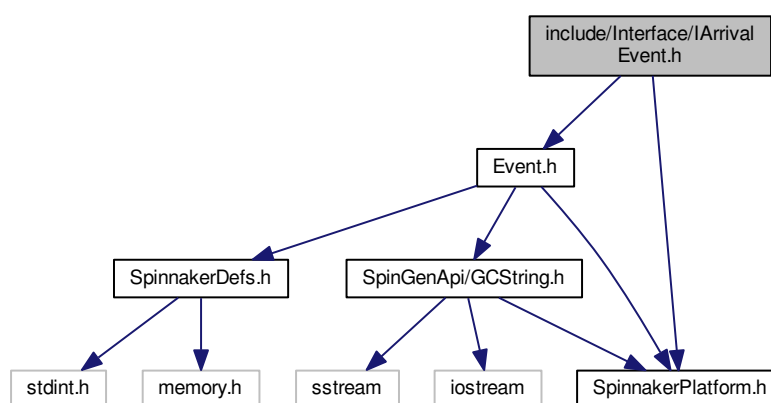 include/Interface/IArrival
Event.h
Event.h
SpinnakerDefs.h
SpinGenApi/GCString.h
stdint.h
memory.h
sstream
iostream
SpinnakerPlatform.h